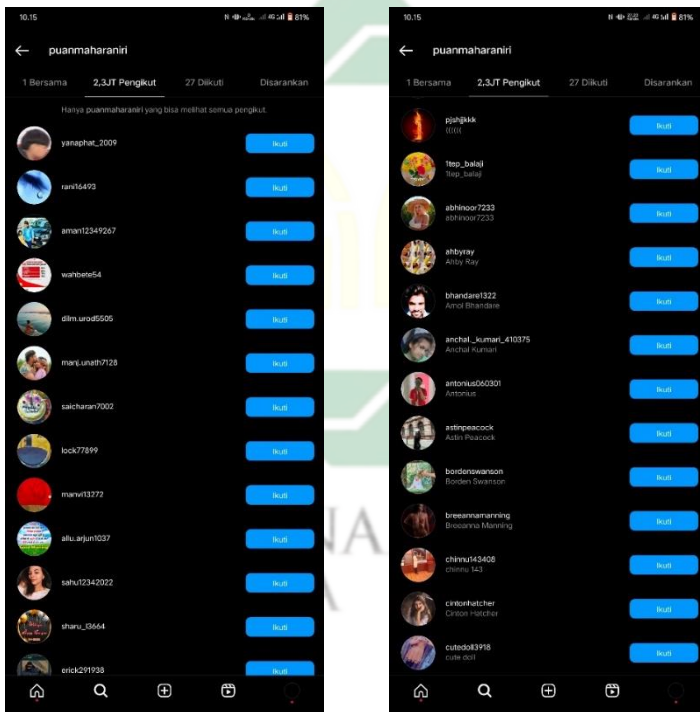 10.15
4G 81%
puanmaharaniri
1 Bersama 2,3JT Pengikut 27 Diikuti Disarankan
Hanya puanmaharaniri yang bisa melihat semua pengikut.
yanaphat_2009 Ikuti
rani16493 Ikuti
aman12349267 Ikuti
wahbete54 Ikuti
dilm.urod5505 Ikuti
manj.unath7128 Ikuti
saicharan7002 Ikuti
lock77899 Ikuti
manvi13272 Ikuti
allu.arjun1037 Ikuti
sahu12342022 Ikuti
sharu_13664 Ikuti
erick291938 Ikuti
10.15
4G 81%
puanmaharaniri
1 Bersama 2,3JT Pengikut 27 Diikuti Disarankan
pjshjjkkk Ikuti
((((((
1tep_balaji Ikuti
1tep_balaji
abhinoor7233 Ikuti
abhinoor7233
ahbyray Ikuti
Ahby Ray
bhandare1322 Ikuti
Amol Bhandare
anchal._kumari_410375 Ikuti
Anchal Kumari
antonius060301 Ikuti
Antonius
astinpeacock Ikuti
Astin Peacock
bordenswanson Ikuti
Borden Swanson
breeannamanning Ikuti
Breeanna Manning
chinnu143408 Ikuti
chinnu 143
cintonhatcher Ikuti
Cinton Hatcher
cutedoll3918 Ikuti
cute doll